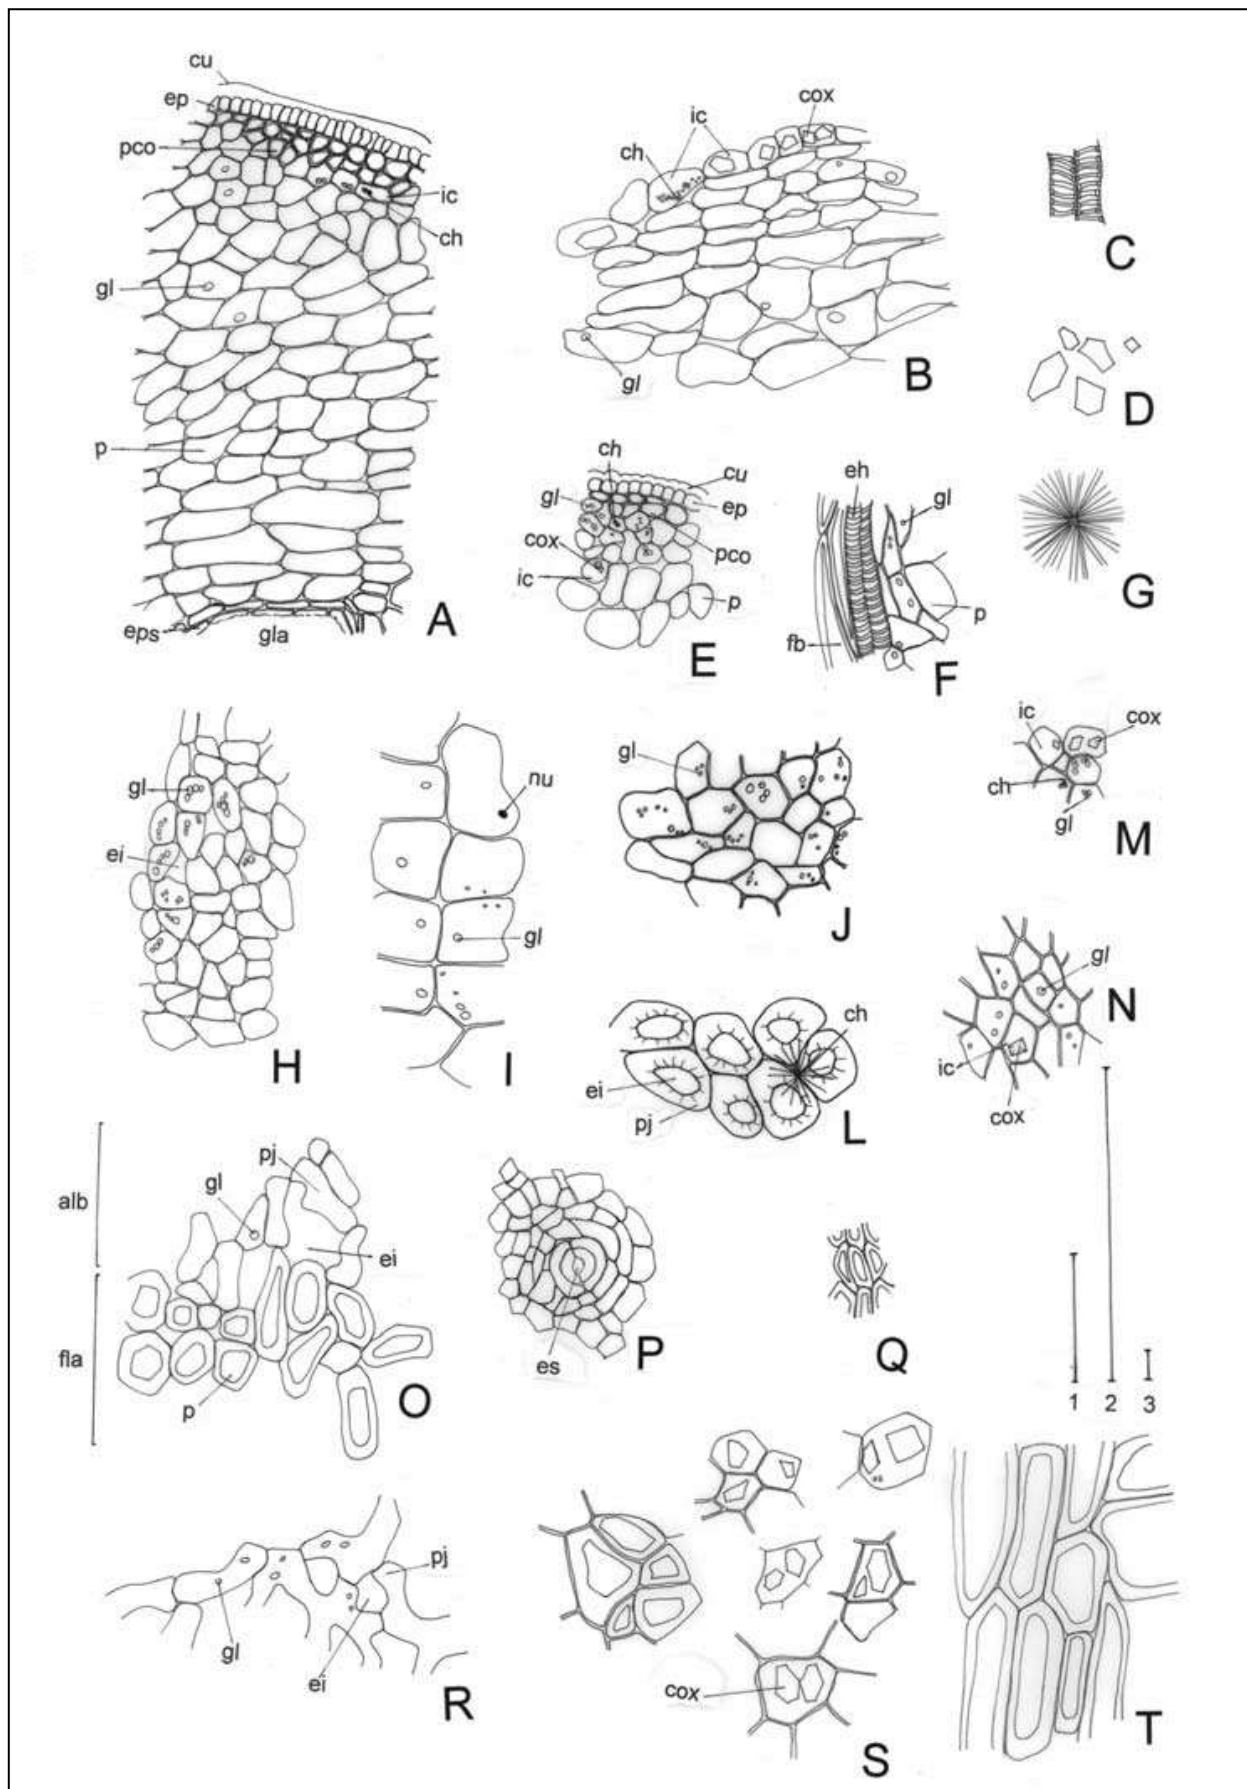 cu
ep
pco
ic
ch
gl
p
eps
gla
A
cox
ic
ch
gl
B
C
D
ch
cu
gl
ep
cox
pco
ic
p
E
eh
gl
p
fb
F
G
gl
ei
H
nu
gl
I
gl
J
ic
cox
ch
gl
M
ch
ei
pj
L
gl
ic
cox
N
alb
fla
pj
gl
ei
p
O
es
P
Q
1
2
3
pj
gl
ei
R
cox
S
T